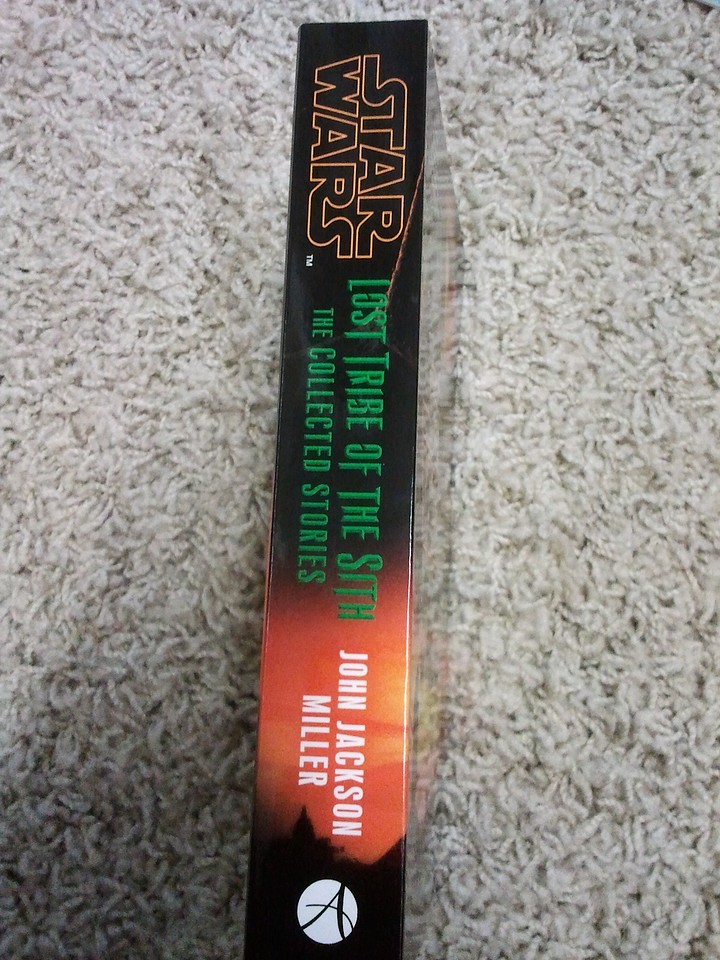 STAR
WARS
TM
LOST TRIBE OF THE SITH
THE COLLECTED STORIES
JOHN JACKSON
MILLER